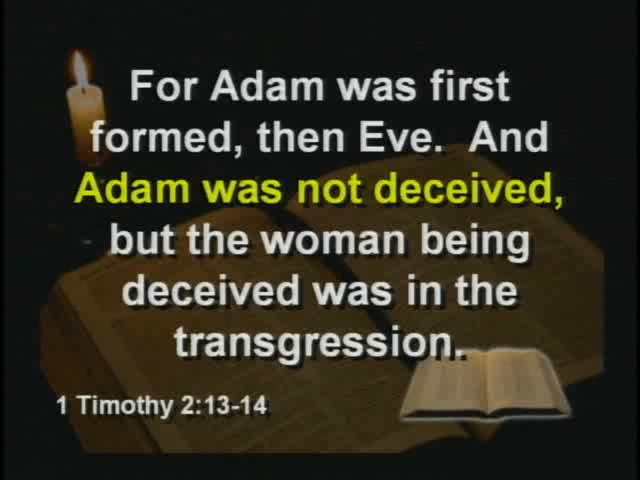 For Adam was first
formed, then Eve.  And
Adam was not deceived,
but the woman being
deceived was in the
transgression.
1 Timothy 2:13-14